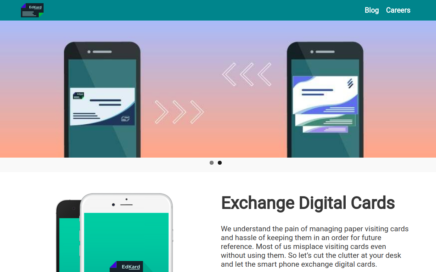 EdKard
Blog Careers
Exchange Digital Cards
We understand the pain of managing paper visiting cards
and hassle of keeping them in an order for future
reference. Most of us misplace visiting cards even
without using them. So let's cut the clutter at your desk
and let the smart phone exchange digital cards.
EdKard